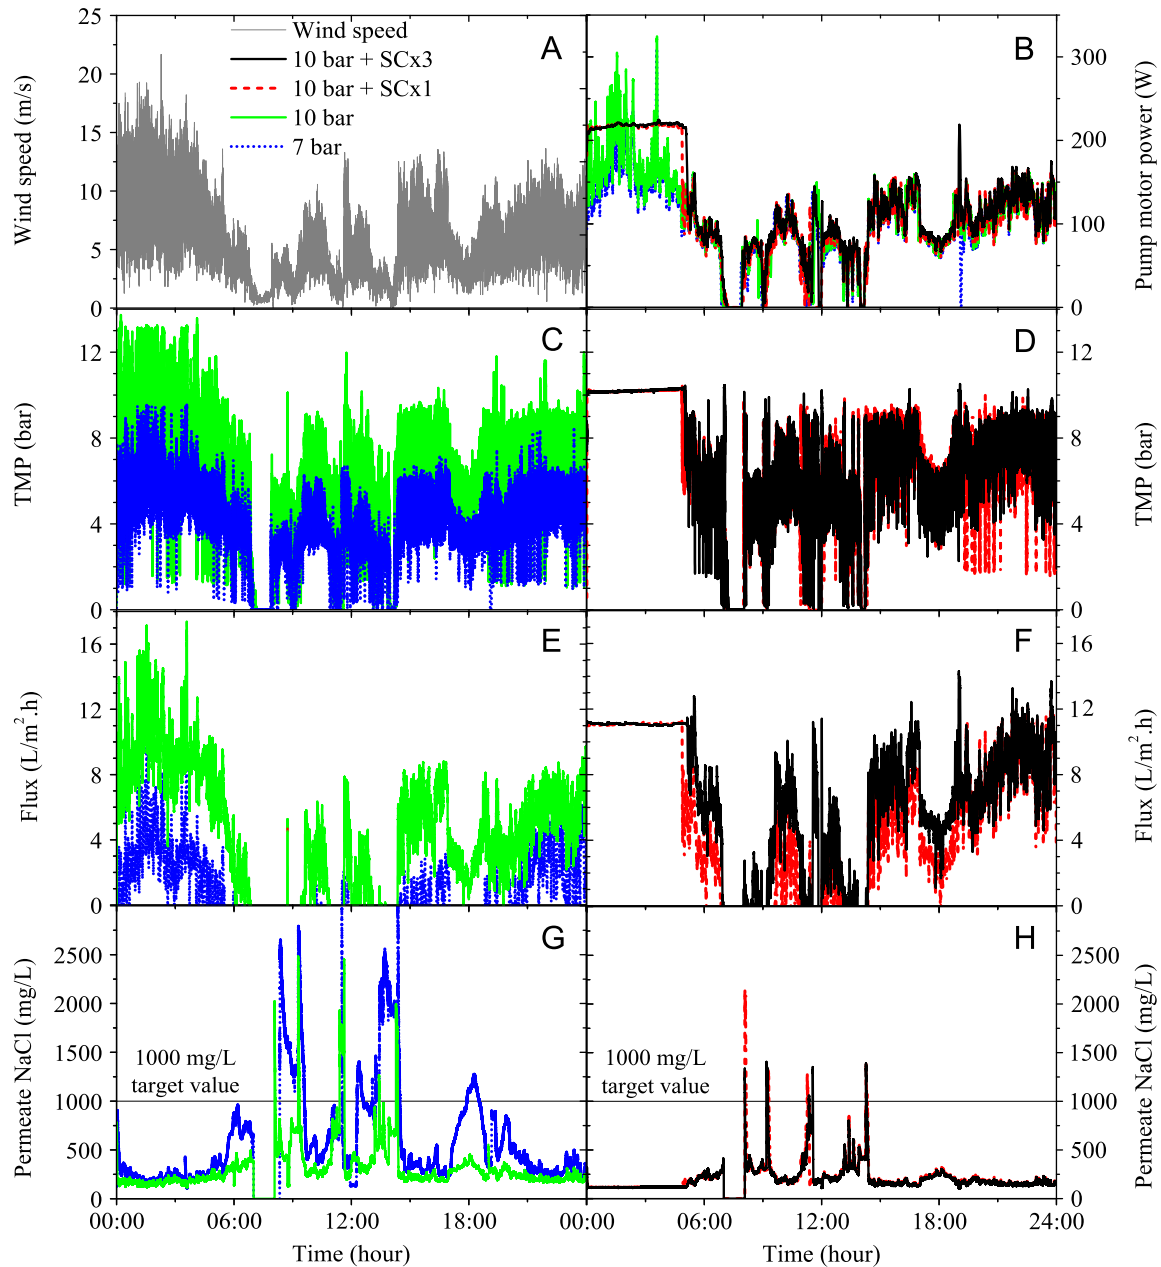 25
20
15
10
5
0
Wind speed (m/s)
Wind speed
10 bar + SCx3
10 bar + SCx1
10 bar
7 bar
A
B
300
200
100
0
Pump motor power (W)
12
8
4
0
TMP (bar)
C
D
12
8
4
0
TMP (bar)
16
12
8
4
0
Flux (L/m².h)
E
F
16
12
8
4
0
Flux (L/m².h)
2500
2000
1500
1000
500
0
Permeate NaCl (mg/L)
G
1000 mg/L
target value
H
1000 mg/L
target value
2500
2000
1500
1000
500
0
Permeate NaCl (mg/L)
00:00
06:00
12:00
18:00
00:00
06:00
12:00
18:00
24:00
Time (hour)
Time (hour)